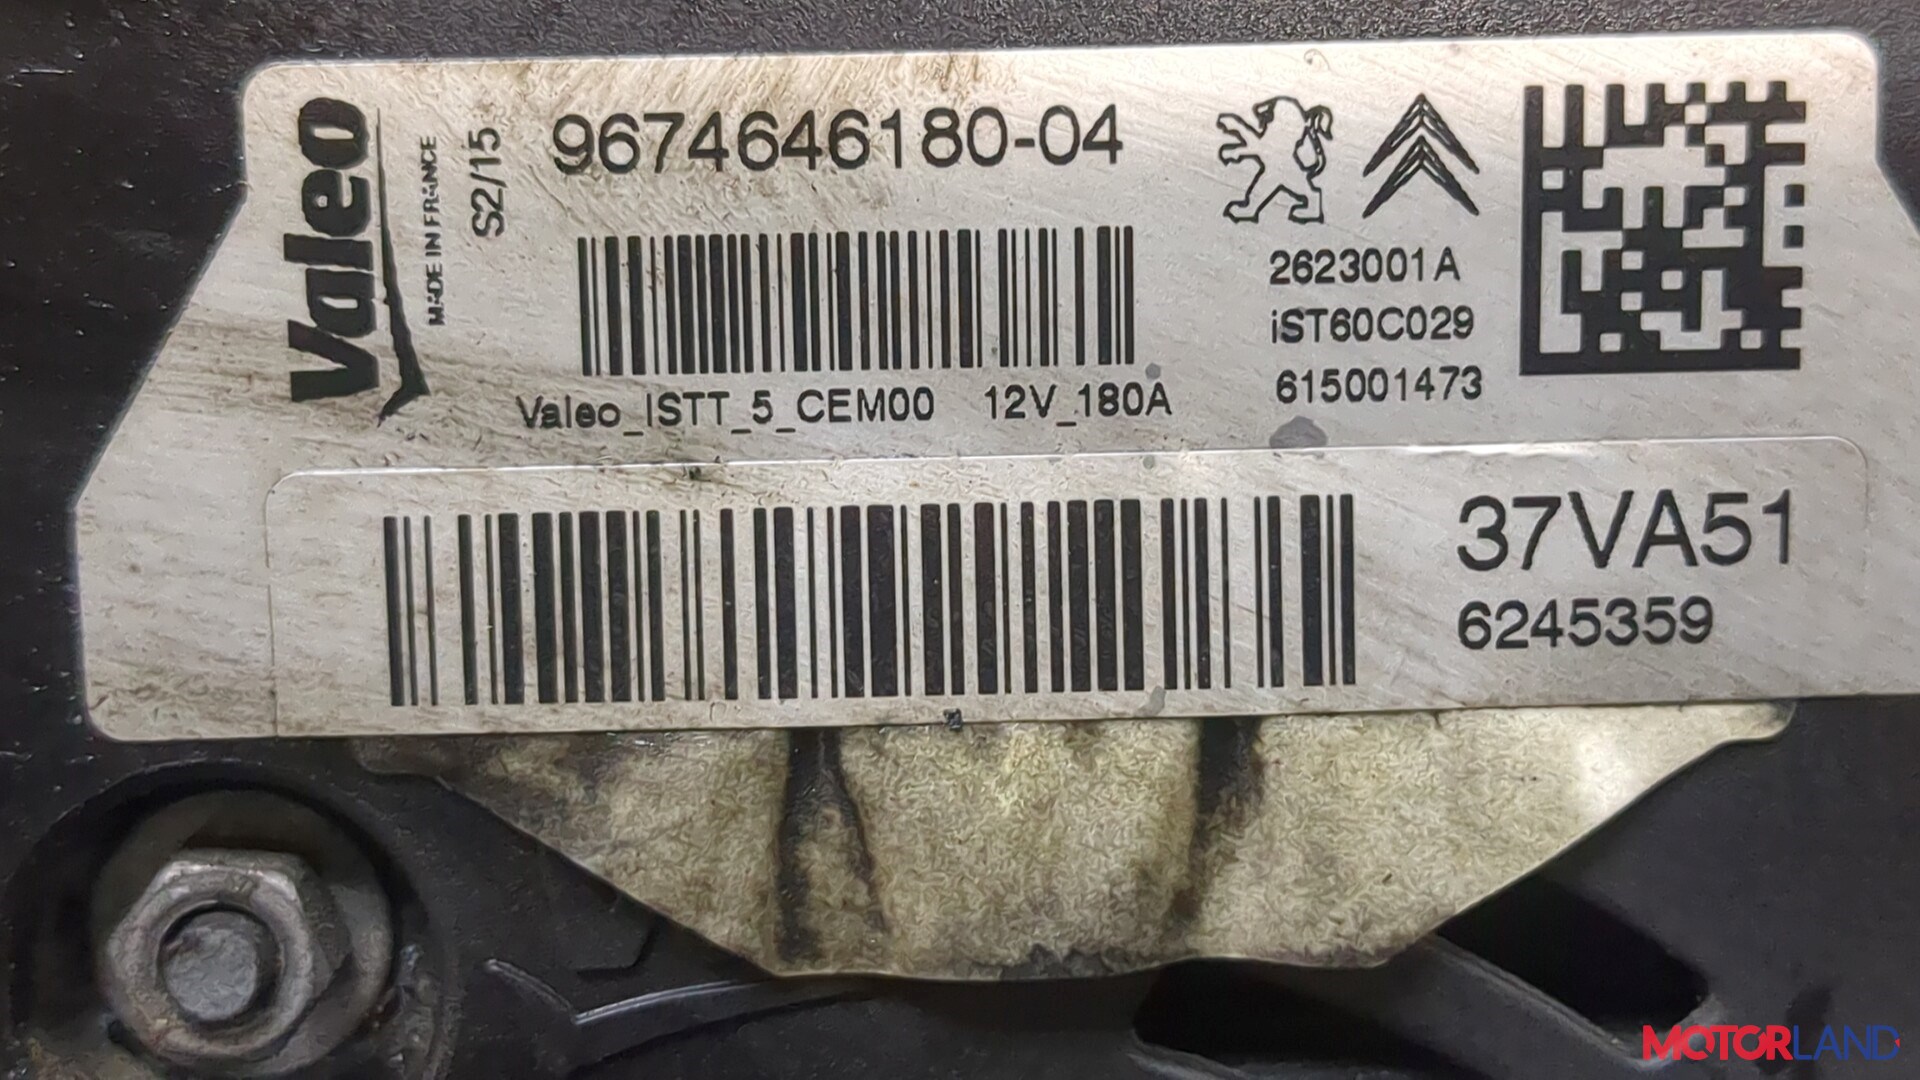 Valeo
MADE IN FRANCE
S2/15
9674646180-04
2623001A
iST60C029
615001473
Valeo_ISTT_5_CEM00 12V_180A
37VA51
6245359
MOTORLAND